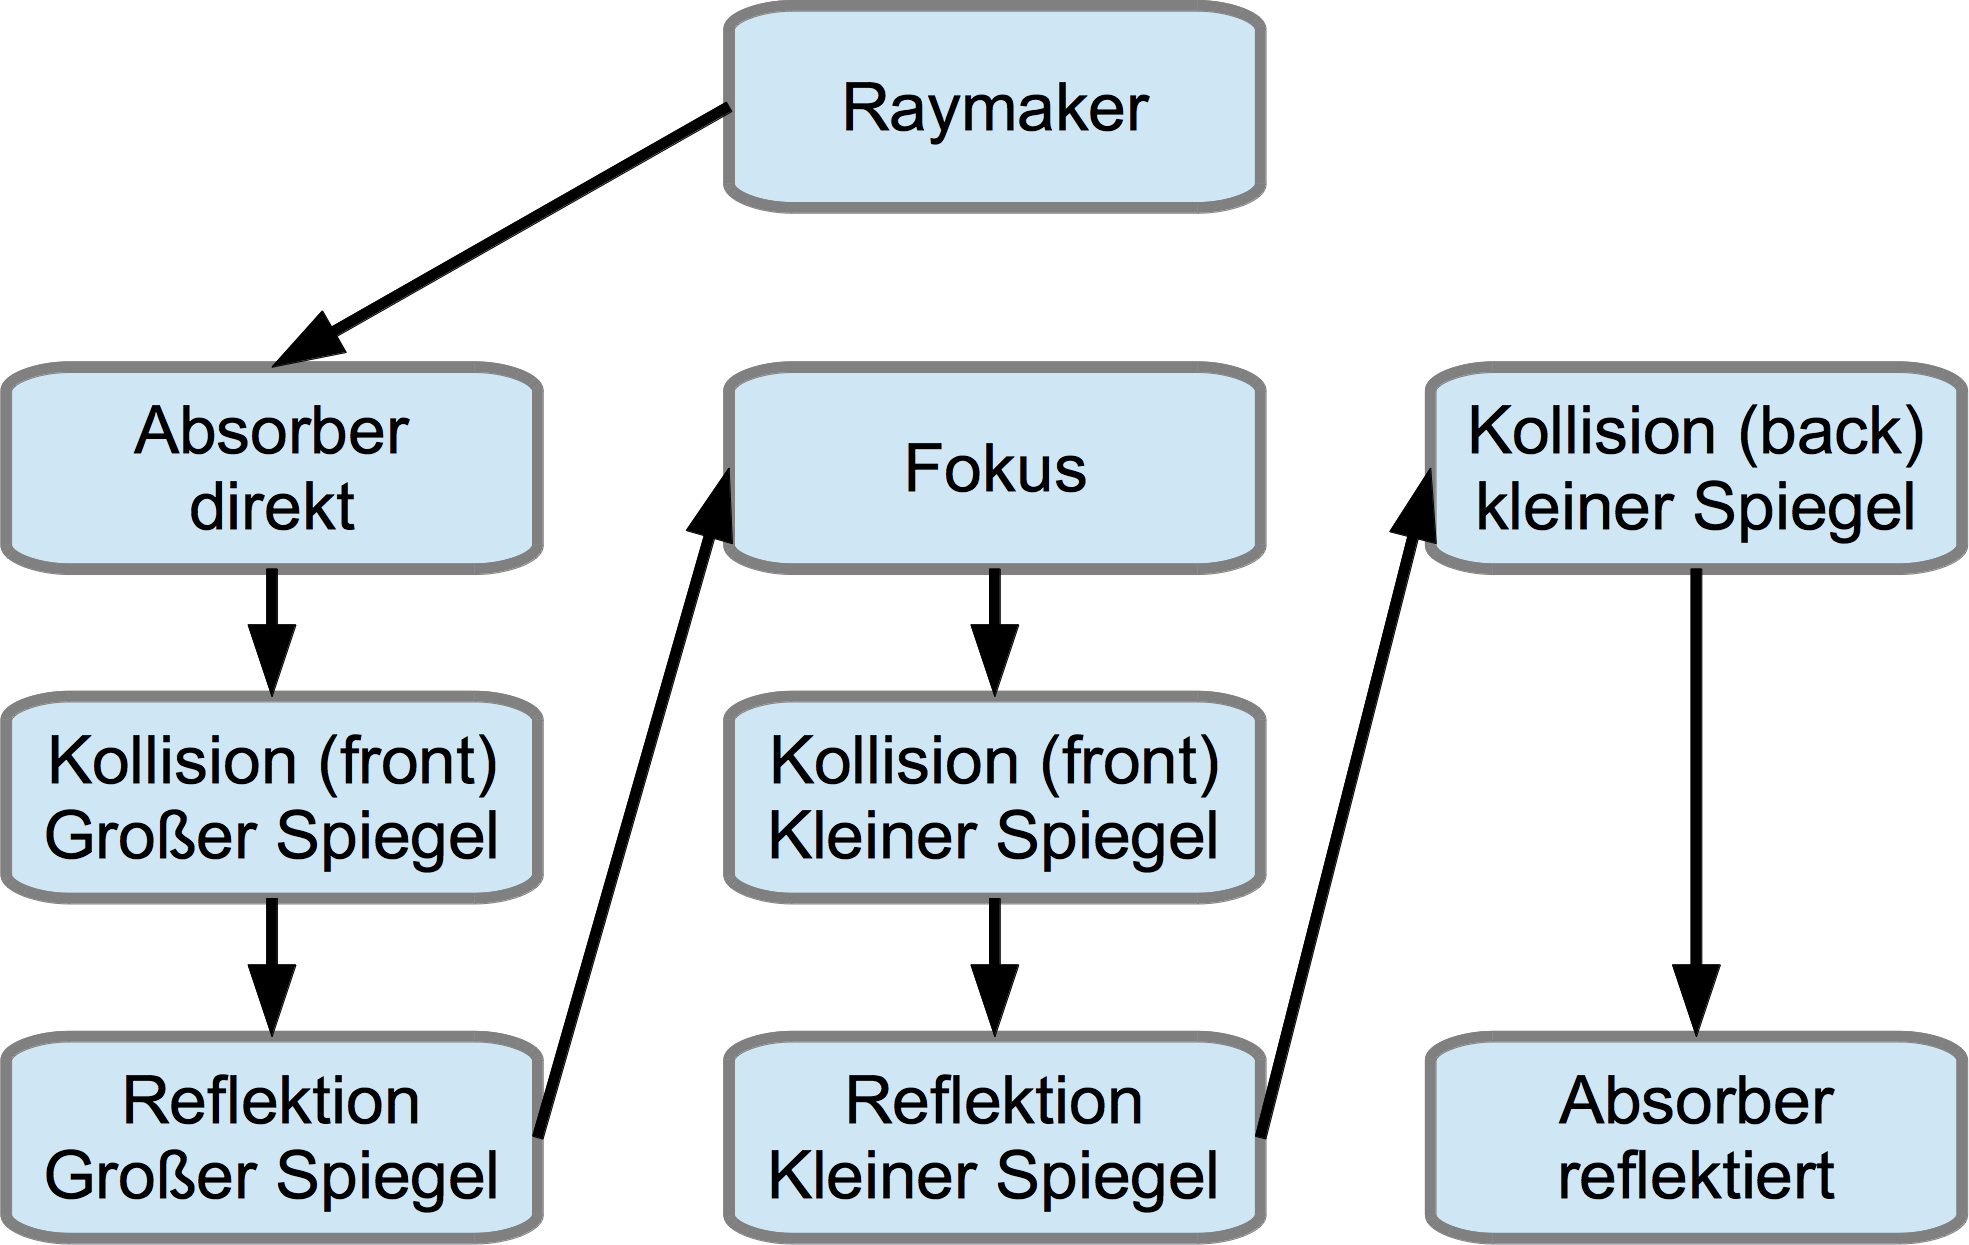 Raymaker
Absorber
direkt
Kollision (front)
Großer Spiegel
Reflektion
Großer Spiegel
Fokus
Kollision (front)
Kleiner Spiegel
Reflektion
Kleiner Spiegel
Kollision (back)
kleiner Spiegel
Absorber
reflektiert